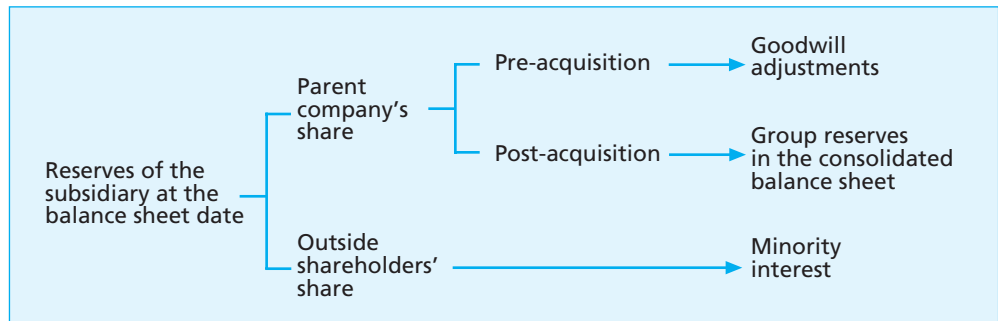 Reserves of the
subsidiary at the
balance sheet date
Parent
company's
share
Pre-acquisition
Goodwill
adjustments
Post-acquisition
Group reserves
in the consolidated
balance sheet
Outside
shareholders'
share
Minority
interest